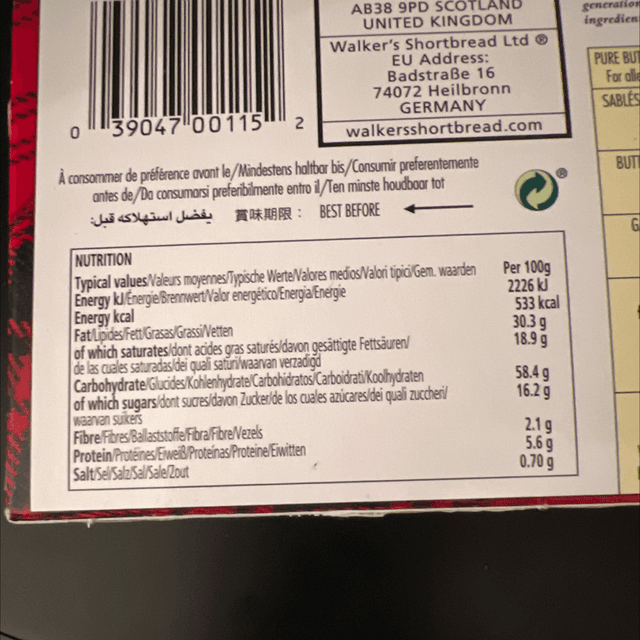 AB38 9PD SCOTLAND
UNITED KINGDOM
Walker's Shortbread Ltd ®
EU Address:
Badstraße 16
74072 Heilbronn
GERMANY
walkersshortbread.com
0 39047 00115 2
À consommer de préférence avant le/Mindestens haltbar bis/Consumir preferentemente
antes de/Da consumarsi preferibilmente entro il/Ten minste houdbaar tot
يفضل استهلاكه قبل: 賞味期限： BEST BEFORE
®
NUTRITION
Typical values/Valeurs moyennes/Typische Werte/Valores medios/Valori tipici/Gem. waarden Per 100g
Energy kJ/Énergie/Brennwert/Valor energético/Energia/Energie 2226 kJ
Energy kcal 533 kcal
Fat/Lipides/Fett/Grasas/Grassi/Vetten 30.3 g
of which saturates/dont acides gras saturés/davon gesättigte Fettsäuren/ 18.9 g
de las cuales saturadas/dei quali saturi/waarvan verzadigd
Carbohydrate/Glucides/Kohlenhydrate/Carbohidratos/Carboidrati/Koolhydraten 58.4 g
of which sugars/dont sucres/davon Zucker/de los cuales azúcares/dei quali zuccheri/ 16.2 g
waarvan suikers
Fibre/Fibres/Ballaststoffe/Fibra/Fibre/Vezels 2.1 g
Protein/Protéines/Eiweiß/Proteínas/Proteine/Eiwitten 5.6 g
Salt/Sel/Salz/Sal/Sale/Zout 0.70 g
generation
ingredien
PURE BUT
For alle
SABLÉS
BUTT